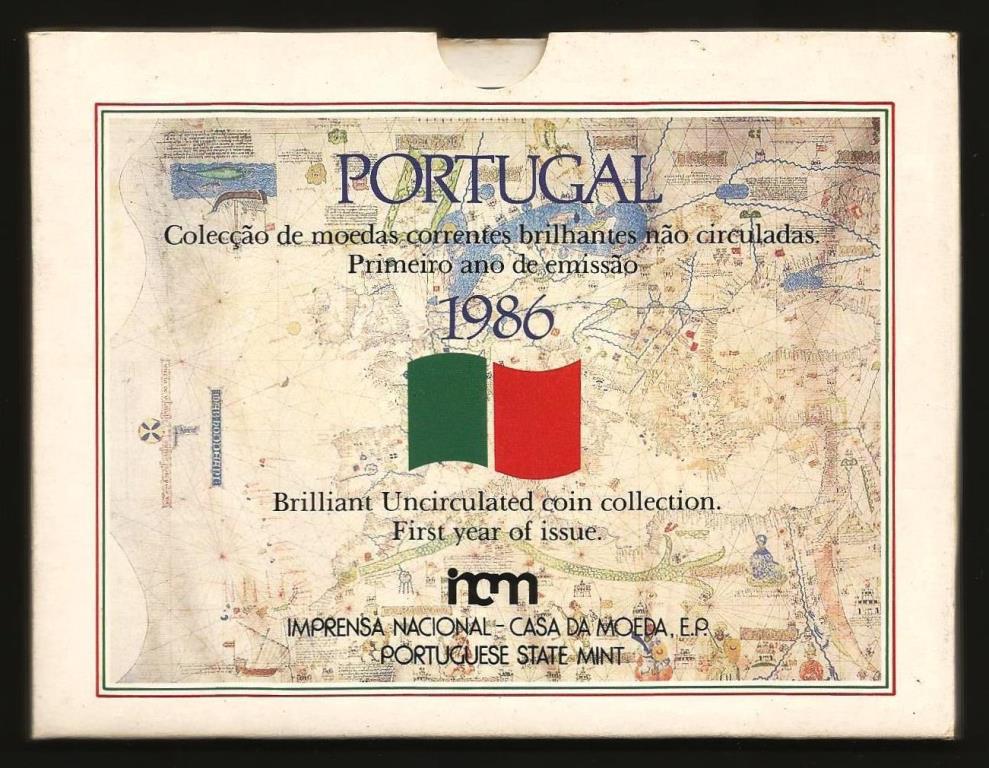 PORTUGAL
Colecção de moedas correntes brilhantes não circuladas.
Primeiro ano de emissão
1986
Brilliant Uncirculated coin collection.
First year of issue.
incm
IMPRENSA NACIONAL - CASA DA MOEDA, E.P.
PORTUGUESE STATE MINT